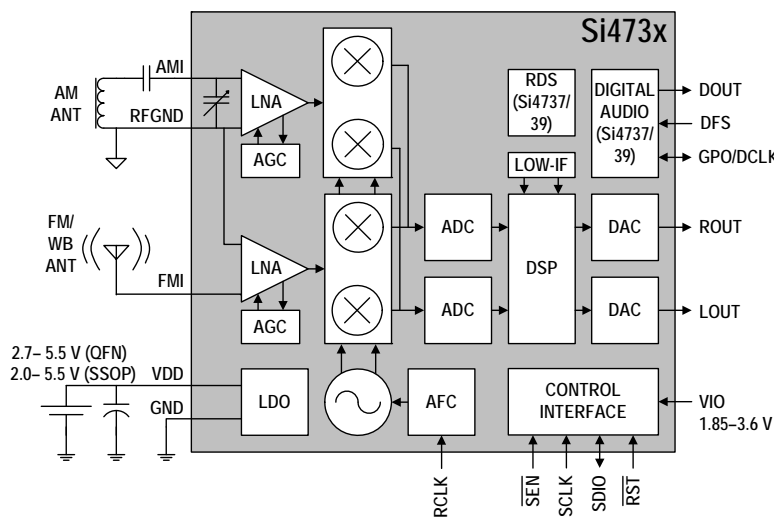 Si473x
AMI
AM
ANT
RFGND
LNA
AGC
RDS
(Si4737/
39)
DIGITAL
AUDIO
(Si4737/
39)
DOUT
DFS
GPO/DCLK
LOW-IF
FM/
WB
ANT
FMI
LNA
AGC
ADC
ADC
DSP
DAC
DAC
ROUT
LOUT
2.7– 5.5 V (QFN)
2.0– 5.5 V (SSOP)
VDD
GND
LDO
AFC
CONTROL
INTERFACE
VIO
1.85–3.6 V
RCLK
SEN
SCLK
SDIO
RST